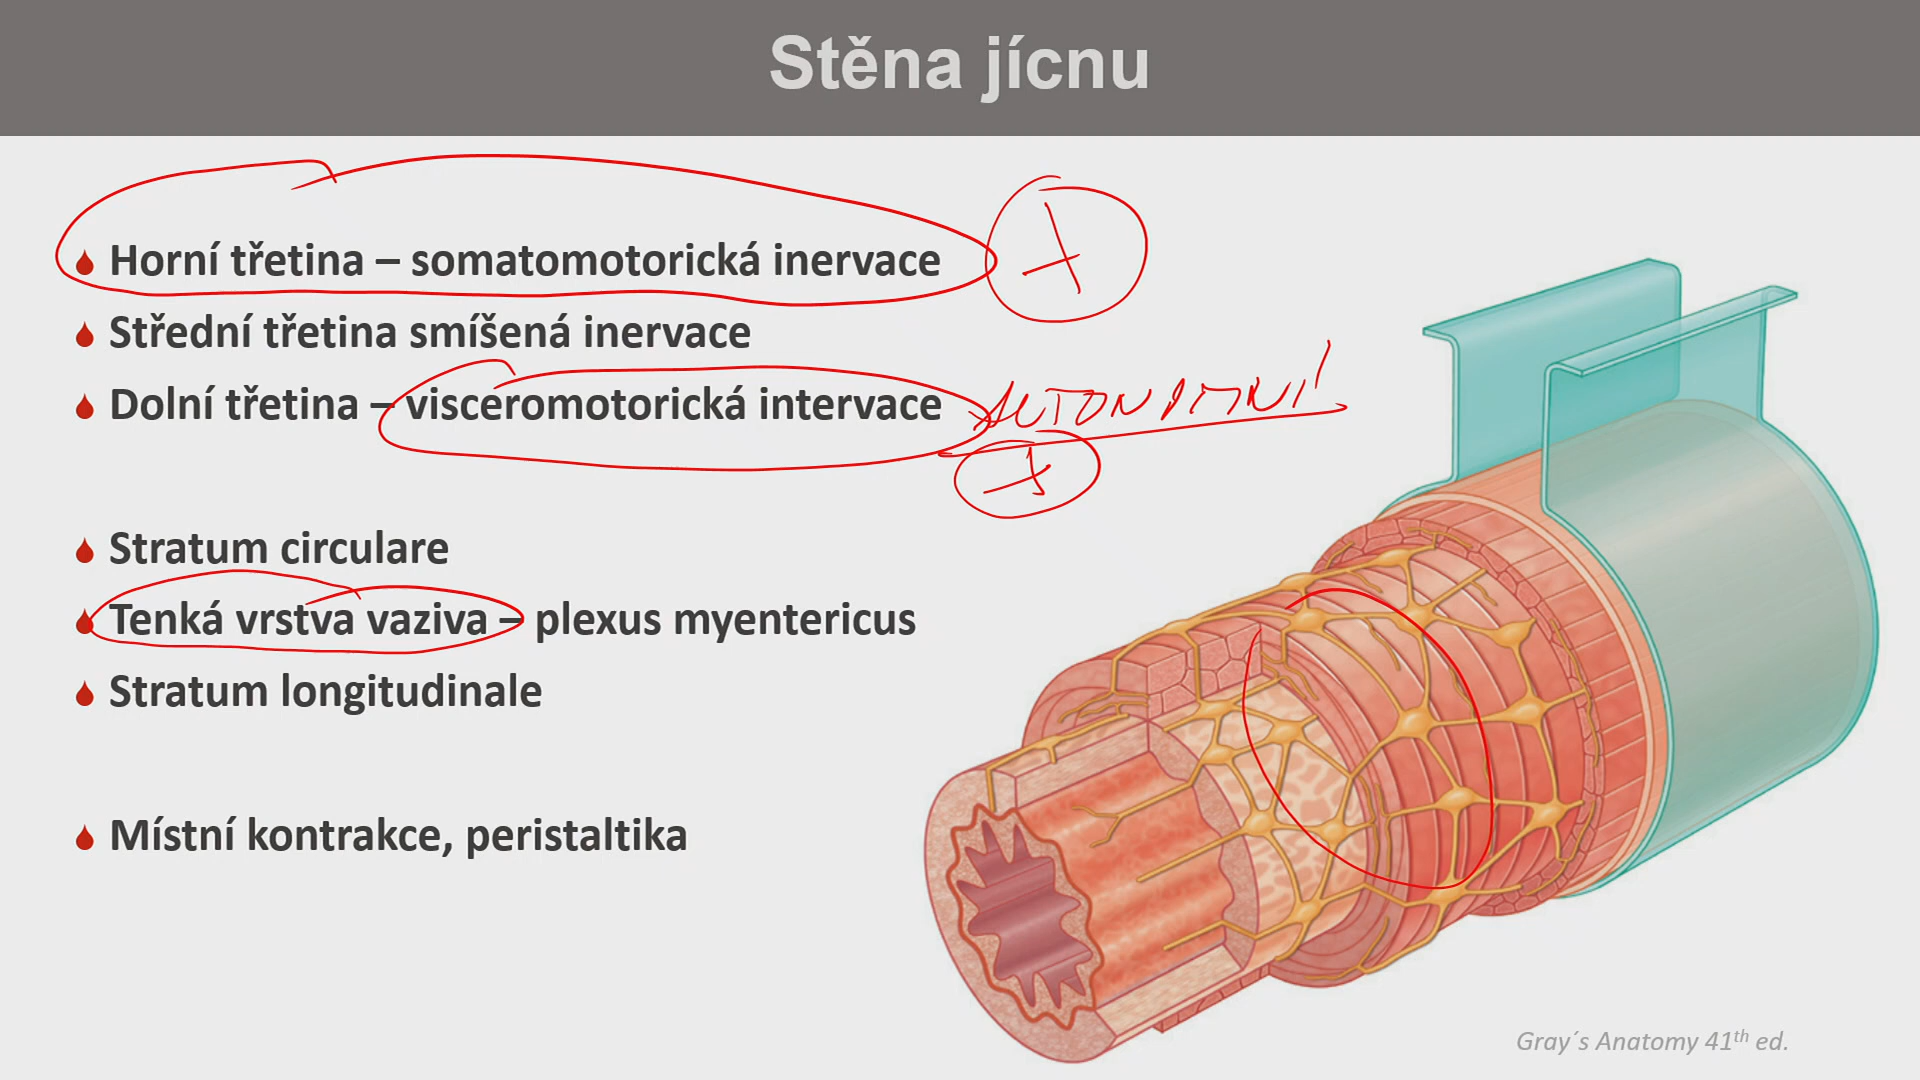 Stěna jícnu
Horní třetina – somatomotorická inervace
Střední třetina smíšená inervace
Dolní třetina – visceromotorická intervace
AUTONOMNÍ
Stratum circulare
Tenká vrstva vaziva – plexus myentericus
Stratum longitudinale
Místní kontrakce, peristaltika
Gray´s Anatomy 41th ed.